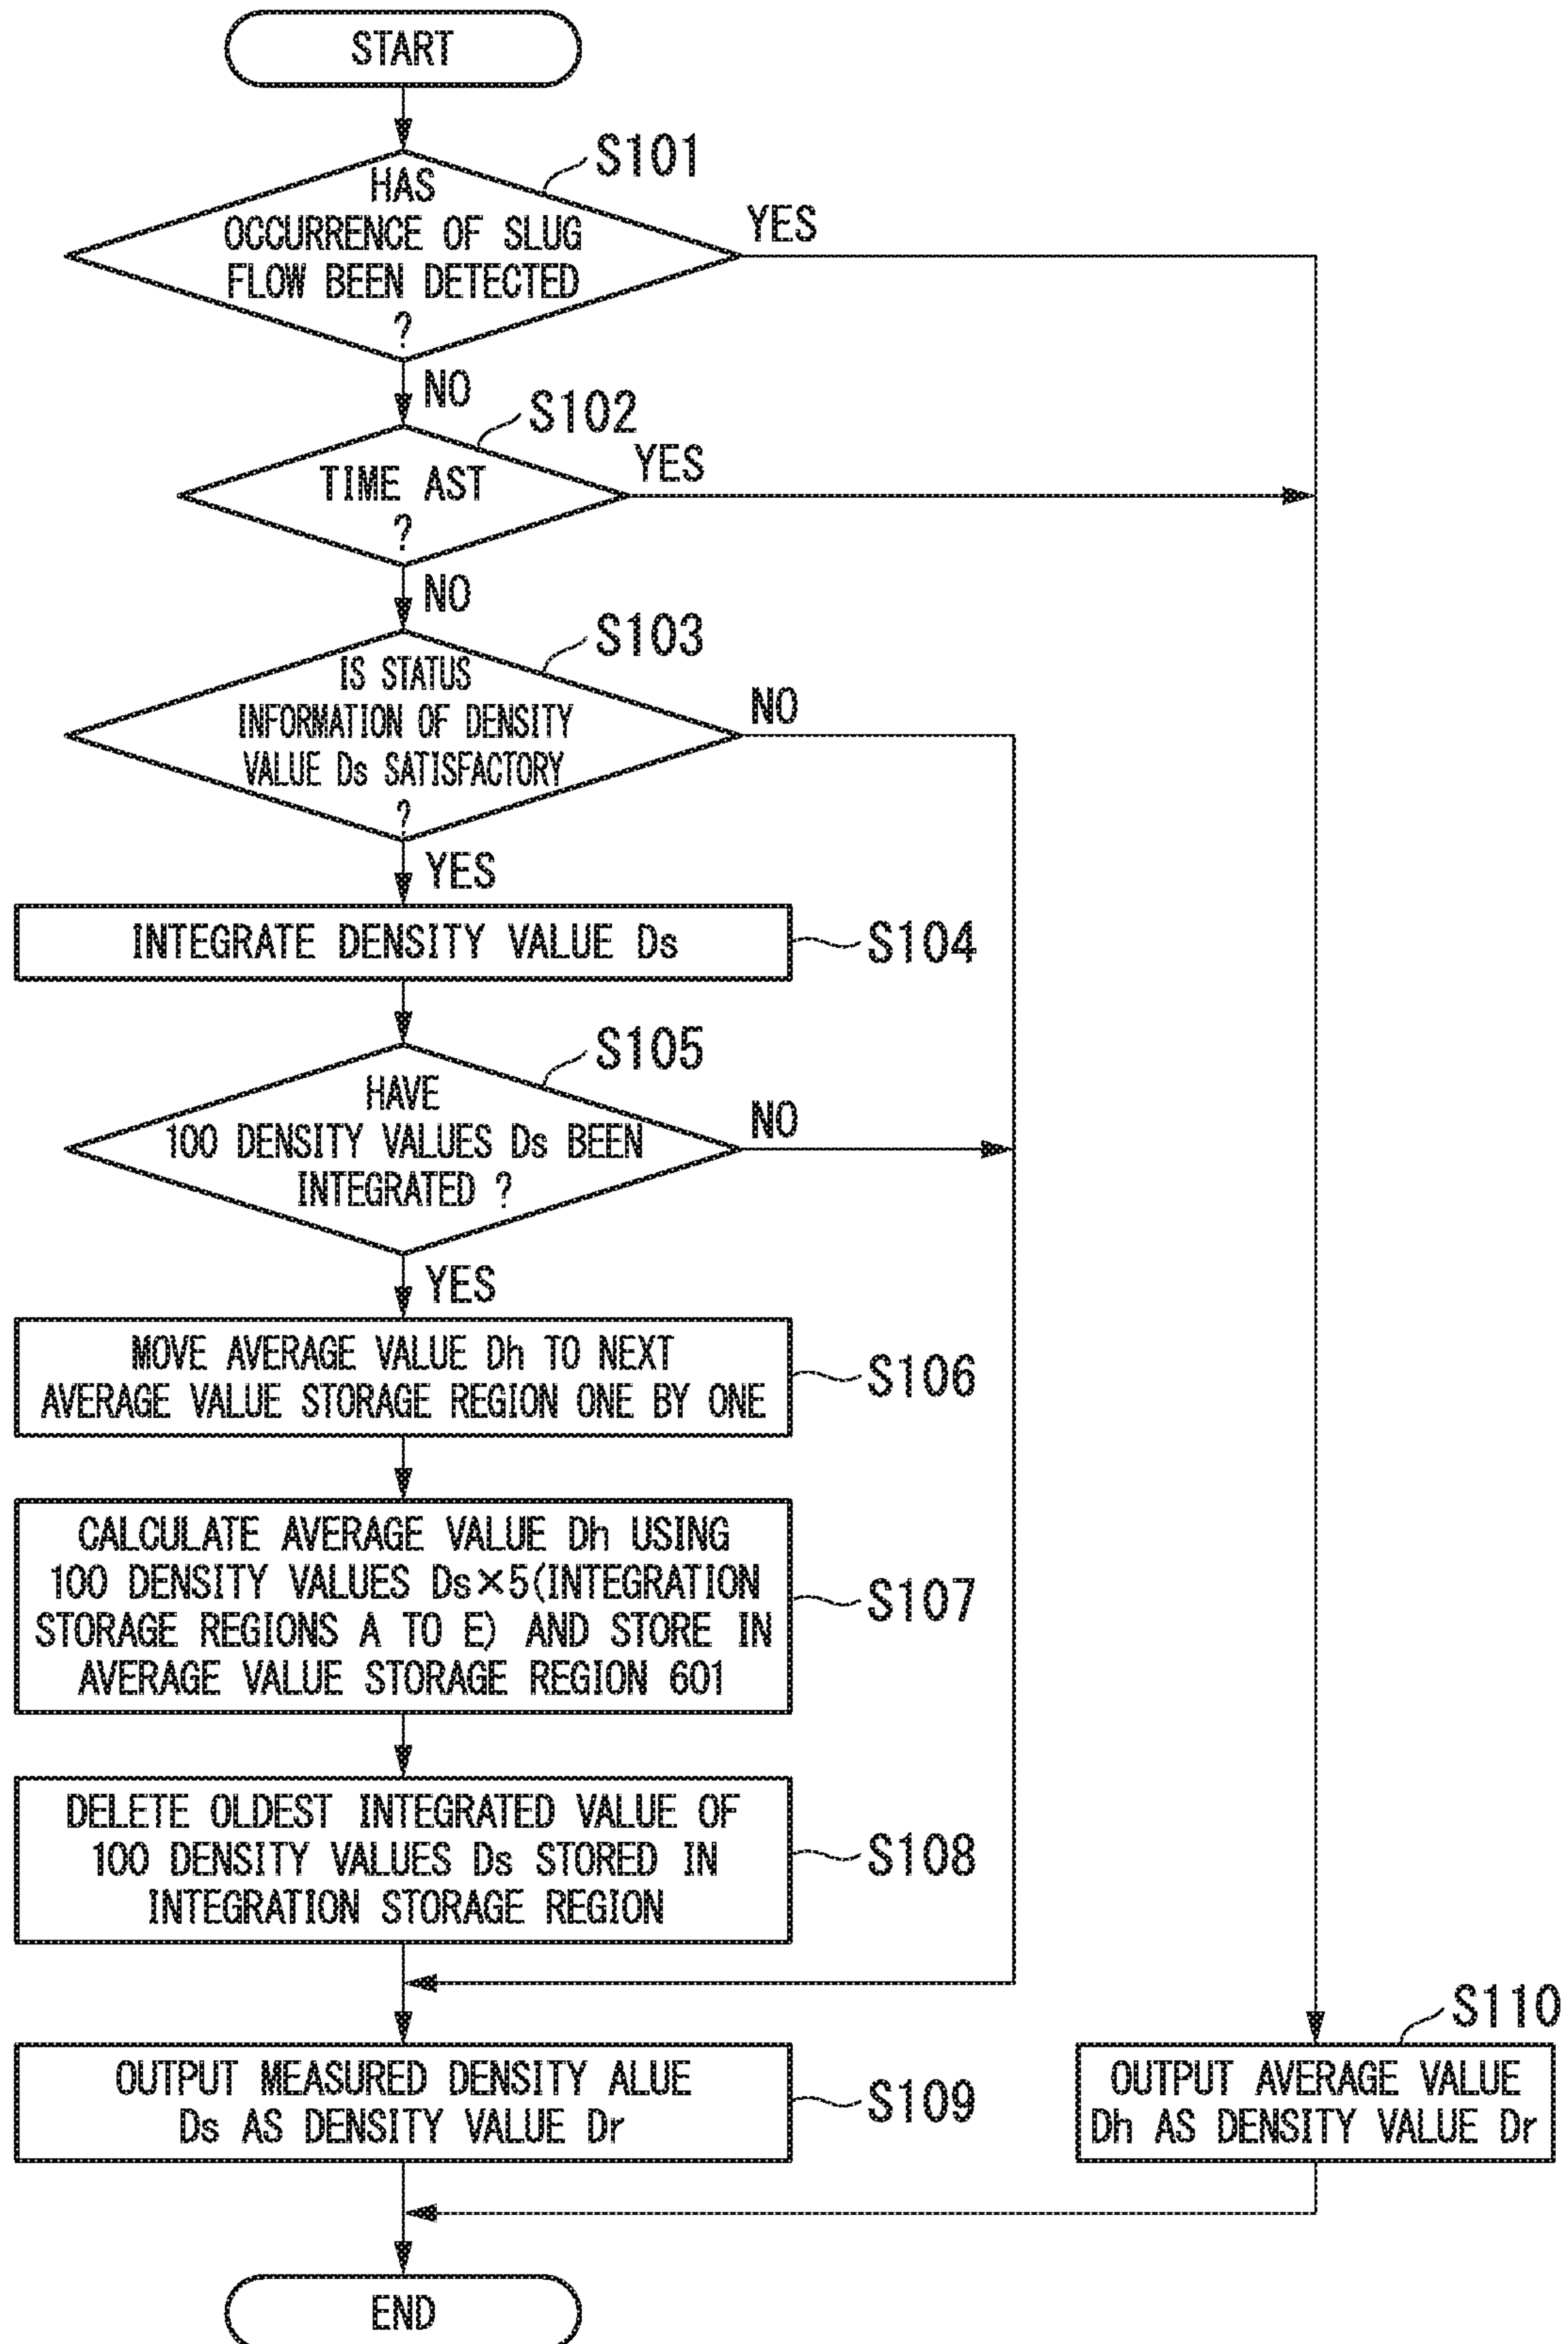 START
S101
HAS
OCCURRENCE OF SLUG
FLOW BEEN DETECTED
?
YES
NO
S102
TIME AST
?
YES
NO
S103
IS STATUS
INFORMATION OF DENSITY
VALUE Ds SATISFACTORY
?
NO
YES
INTEGRATE DENSITY VALUE Ds
S104
S105
HAVE
100 DENSITY VALUES Ds BEEN
INTEGRATED ?
NO
YES
MOVE AVERAGE VALUE Dh TO NEXT
AVERAGE VALUE STORAGE REGION ONE BY ONE
S106
CALCULATE AVERAGE VALUE Dh USING
100 DENSITY VALUES Ds×5(INTEGRATION
STORAGE REGIONS A TO E) AND STORE IN
AVERAGE VALUE STORAGE REGION 601
S107
DELETE OLDEST INTEGRATED VALUE OF
100 DENSITY VALUES Ds STORED IN
INTEGRATION STORAGE REGION
S108
OUTPUT MEASURED DENSITY ALUE
Ds AS DENSITY VALUE Dr
S109
S110
OUTPUT AVERAGE VALUE
Dh AS DENSITY VALUE Dr
END